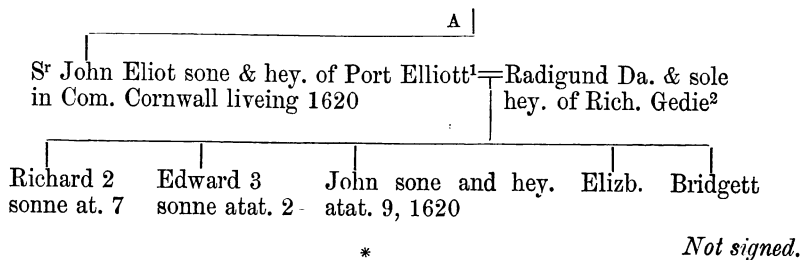 A
Sʳ John Eliot sone & hey. of Port Elliott¹=Radigund Da. & sole
in Com. Cornwall liveing 1620 hey. of Rich. Gedie²
Richard 2 Edward 3 John sone and hey. Elizb. Bridgett
sonne at. 7 sonne atat. 2 atat. 9, 1620
*
Not signed.